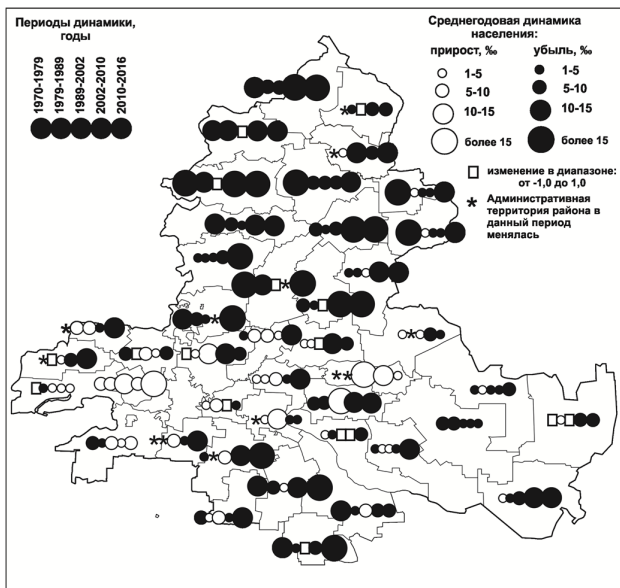 Периоды динамики,
годы
1970-1979
1979-1989
1989-2002
2002-2010
2010-2016
Среднегодовая динамика
населения:
прирост, ‰
убыль, ‰
1-5
1-5
5-10
5-10
10-15
10-15
более 15
более 15
изменение в диапазоне:
от -1,0 до 1,0
* Административная
территория района в
данный период
менялась